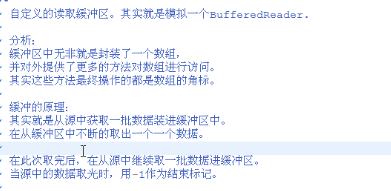 自定义的读取缓冲区。其实就是模拟一个BufferedReader.
分析：
缓冲区中无非就是封装了一个数组，
并对外提供了更多的方法对数组进行访问。
其实这些方法最终操作的都是数组的角标。
缓冲的原理：
其实就是从源中获取一批数据装进缓冲区中。
在从缓冲区中不断的取出一个一个数据。
在此次取完后，在从源中继续取一批数据进缓冲区。
当源中的数据取光时，用-1作为结束标记。